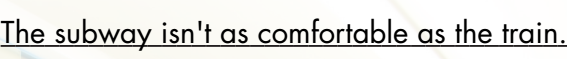 The subway isn't as comfortable as the train.